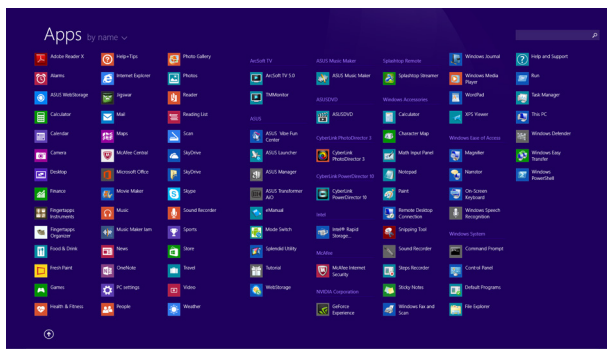 Apps by name
Adobe Reader X
Alarms
ASUS WebStorage
Calculator
Calendar
Camera
Desktop
Finance
Fingertapps Instruments
Fingertapps Organizer
Food & Drink
Fresh Paint
Games
Health & Fitness
Help+Tips
Internet Explorer
Jigswar
Mail
Maps
McAfee Central
Microsoft Office
Movie Maker
Music
Music Maker Jam
News
OneNote
PC settings
People
Photo Gallery
Photos
Reader
Reading List
Scan
SkyDrive
SkyDrive
Skype
Sound Recorder
Sports
Store
Travel
Video
Weather
ArcSoft TV
ArcSoft TV 5.0
TMMonitor
ASUS
ASUS Vibe Fun Center
ASUS Launcher
ASUS Manager
ASUS Transformer AIO
eManual
Mode Switch
Splendid Utility
Tutorial
WebStorage
ASUS Music Maker
ASUS Music Maker
ASUSDVD
ASUSDVD
CyberLink PhotoDirector 3
CyberLink PhotoDirector 3
CyberLink PowerDirector 10
CyberLink PowerDirector 10
Intel
Intel® Rapid Storage...
McAfee
McAfee Internet Security
NVIDIA Corporation
GeForce Experience
Splashtop Remote
Splashtop Streamer
Windows Accessories
Calculator
Character Map
Math Input Panel
Notepad
Paint
Remote Desktop Connection
Snipping Tool
Sound Recorder
Steps Recorder
Sticky Notes
Windows Fax and Scan
Windows Journal
Windows Media Player
WordPad
XPS Viewer
Windows Ease of Access
Magnifier
Narrator
On-Screen Keyboard
Windows Speech Recognition
Windows System
Command Prompt
Control Panel
Default Programs
File Explorer
Help and Support
Run
Task Manager
This PC
Windows Defender
Windows Easy Transfer
Windows PowerShell